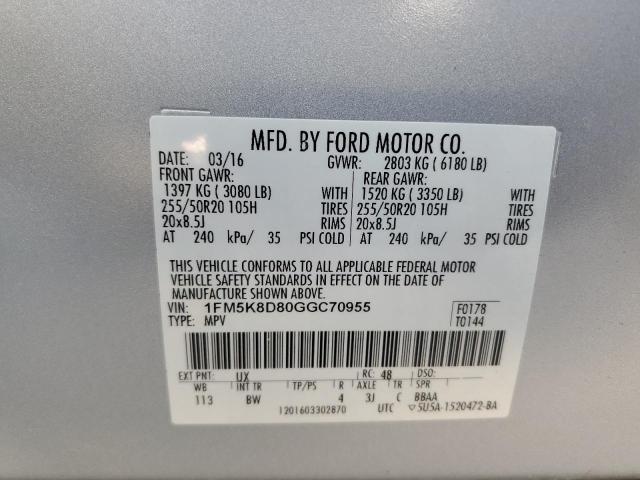 MFD. BY FORD MOTOR CO.
DATE: 03/16 GVWR: 2803 KG ( 6180 LB)
FRONT GAWR: REAR GAWR:
1397 KG ( 3080 LB) WITH 1520 KG ( 3350 LB) WITH
255/50R20 105H TIRES 255/50R20 105H TIRES
20x8.5J RIMS 20x8.5J RIMS
AT 240 kPa/ 35 PSI COLD AT 240 kPa/ 35 PSI COLD
THIS VEHICLE CONFORMS TO ALL APPLICABLE FEDERAL MOTOR
VEHICLE SAFETY STANDARDS IN EFFECT ON THE DATE OF
MANUFACTURE SHOWN ABOVE.
VIN: 1FM5K8D80GGC70955 F0178
TYPE: MPV T0144
EXT PNT: UX RC: 48 DSO:
WB INT TR TP/PS R AXLE TR SPR
113 BW 4 3J C BBAA
1201603302870 UTC ▽5U5A-1520472-BA